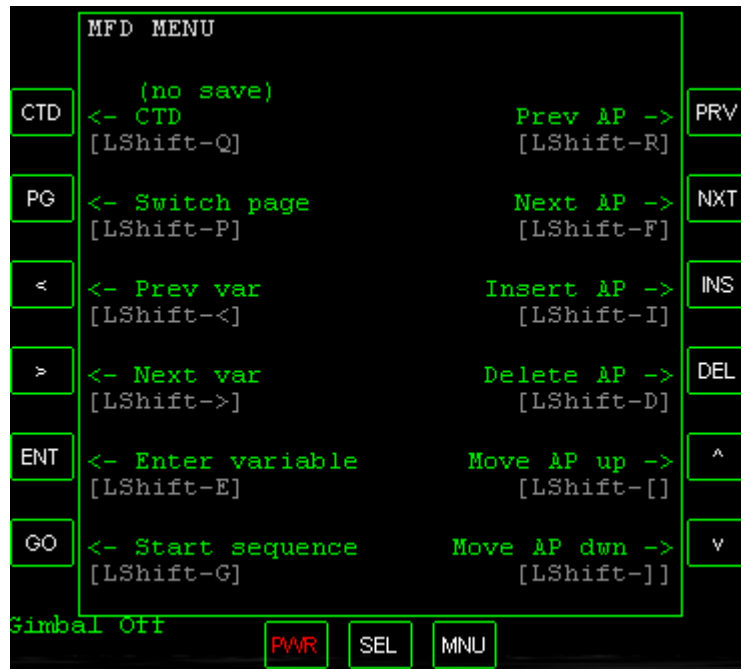 MFD MENU
(no save)
CTD <- CTD Prev AP -> PRV
[LShift-Q] [LShift-R]
PG <- Switch page Next AP -> NXT
[LShift-P] [LShift-F]
< <- Prev var Insert AP -> INS
[LShift-<] [LShift-I]
> <- Next var Delete AP -> DEL
[LShift->] [LShift-D]
ENT <- Enter variable Move AP up -> ^
[LShift-E] [LShift-[]
GO <- Start sequence Move AP dwn -> v
[LShift-G] [LShift-]]
Gimbal Off
PWR SEL MNU